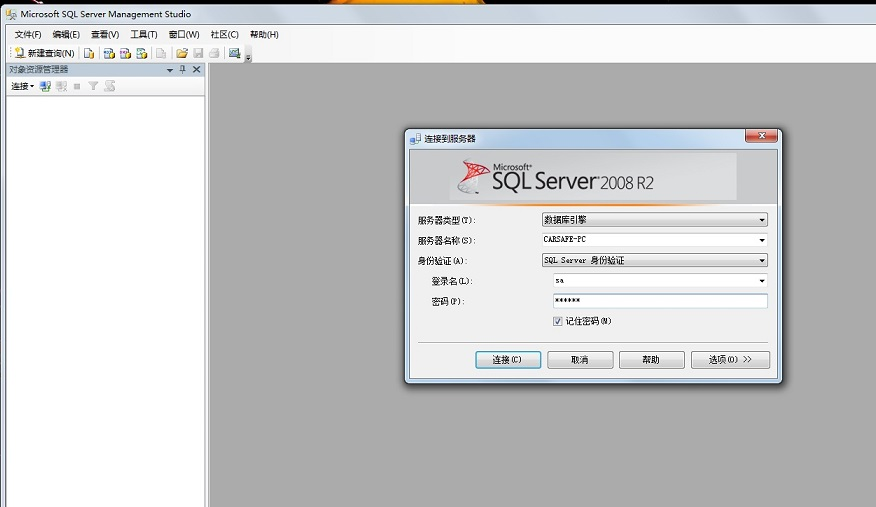 Microsoft SQL Server Management Studio
文件(F) 编辑(E) 查看(V) 工具(T) 窗口(W) 社区(C) 帮助(H)
新建查询(N)
对象资源管理器
连接
连接到服务器
Microsoft®
SQL Server® 2008 R2
服务器类型(T): 数据库引擎
服务器名称(S): CARSAFE-PC
身份验证(A): SQL Server 身份验证
登录名(L): sa
密码(P): ******
记住密码(M)
连接(C) 取消 帮助 选项(O) >>